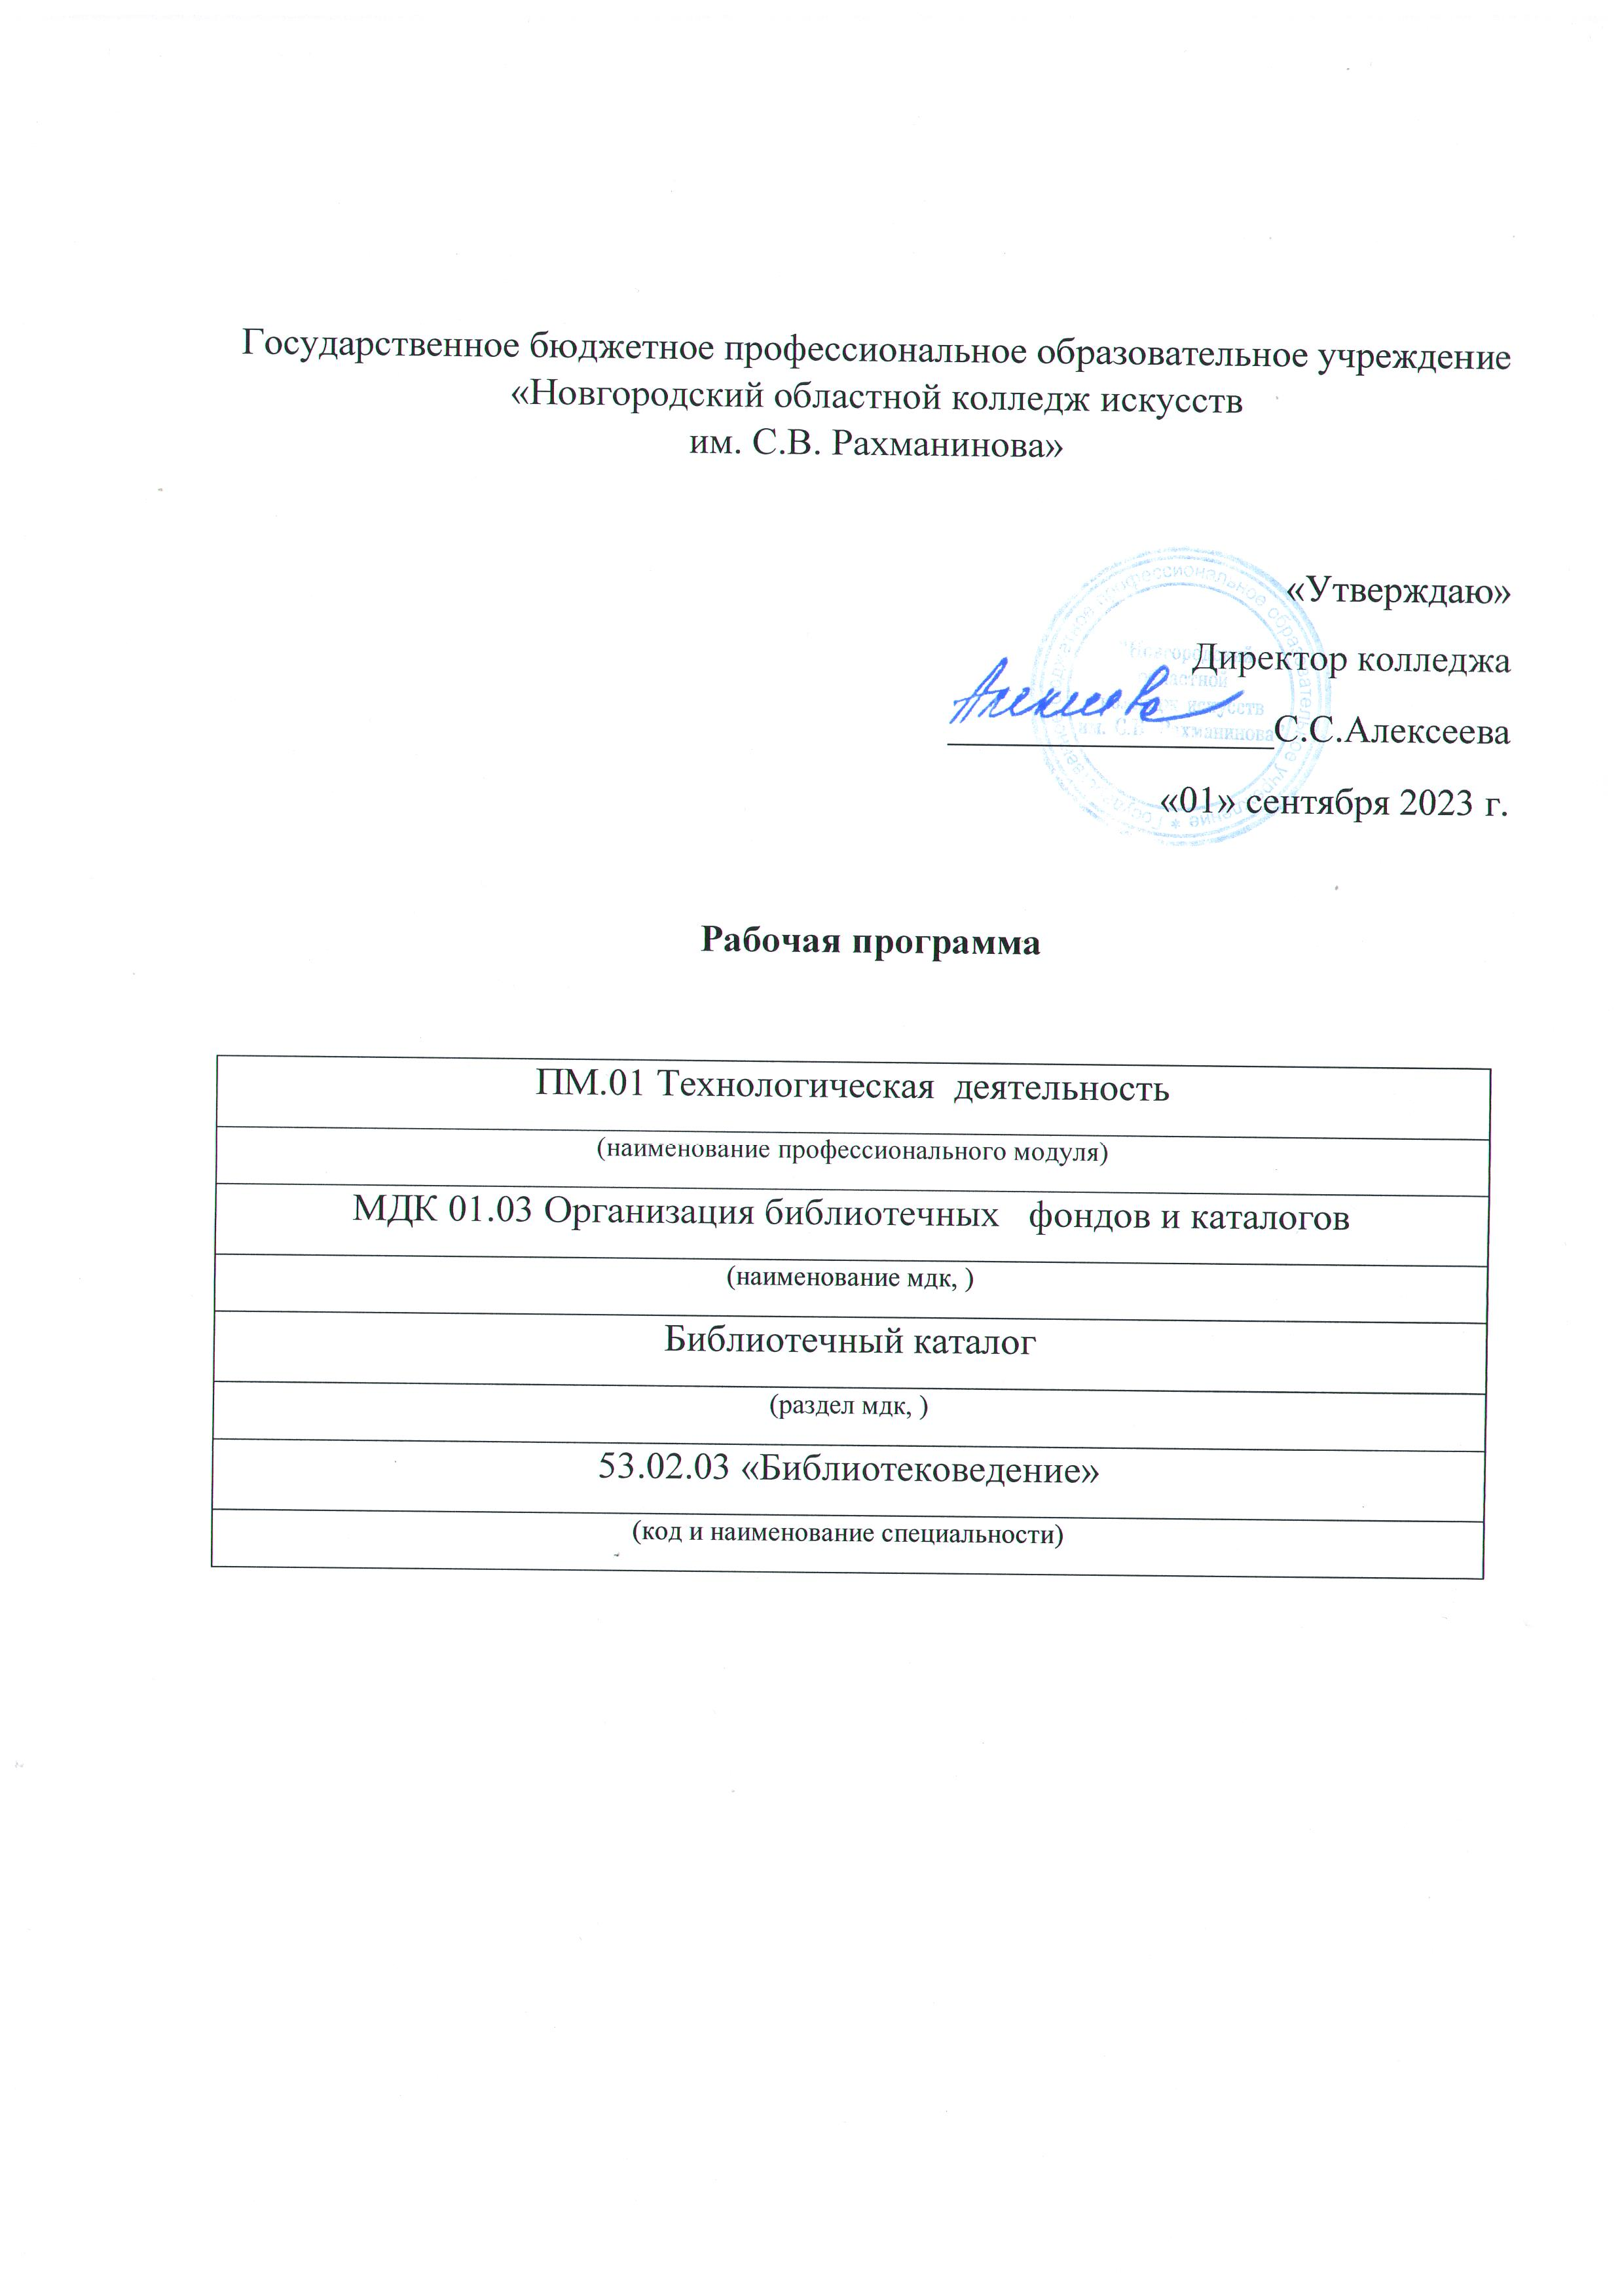 Государственное бюджетное профессиональное образовательное учреждение
«Новгородский областной колледж искусств
им. С.В. Рахманинова»
«Утверждаю»
Директор колледжа
Алексеева
С.С.Алексеева
«01» сентября 2023 г.
Рабочая программа
ПМ.01 Технологическая деятельность
(наименование профессионального модуля)
МДК 01.03 Организация библиотечных фондов и каталогов
(наименование мдк, )
Библиотечный каталог
(раздел мдк, )
53.02.03 «Библиотековедение»
(код и наименование специальности)